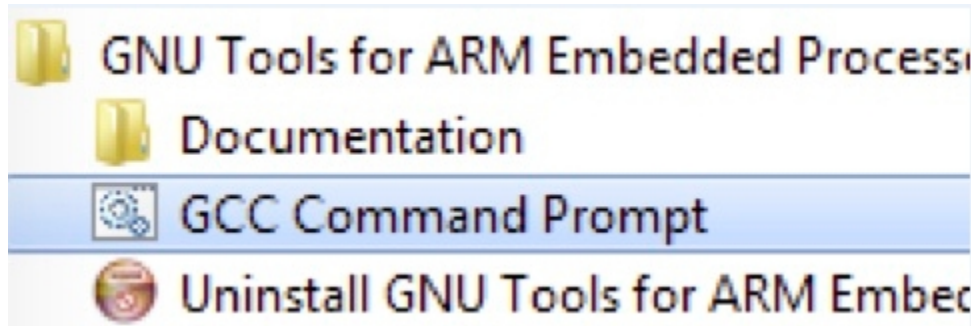 GNU Tools for ARM Embedded Process
Documentation
GCC Command Prompt
Uninstall GNU Tools for ARM Embed